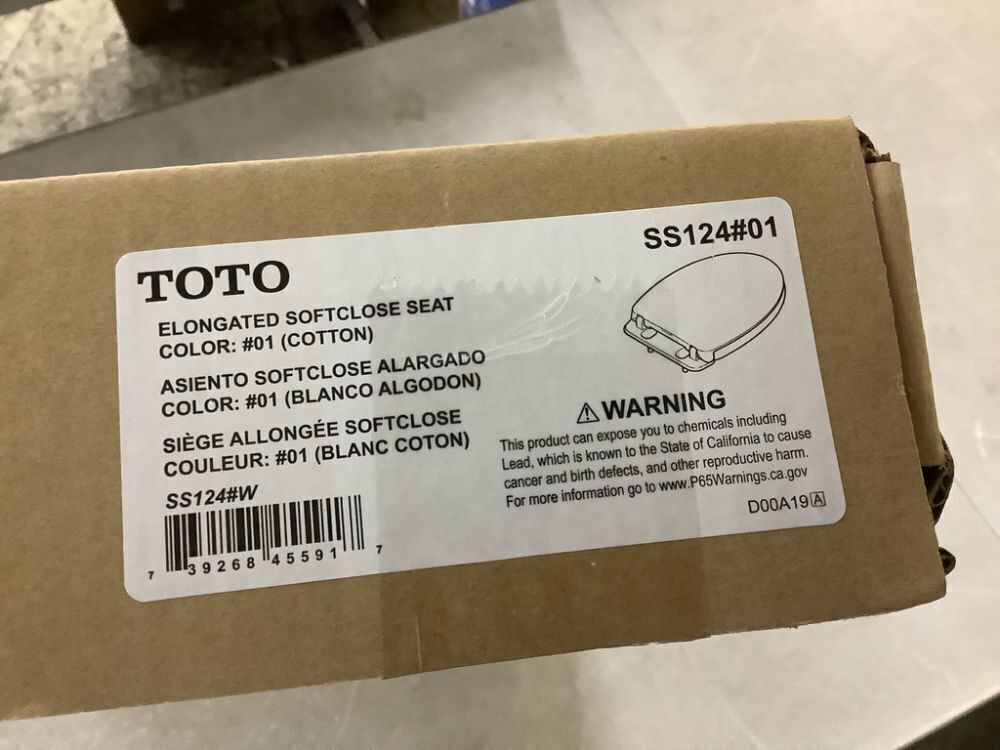 TOTO
SS124#01
ELONGATED SOFTCLOSE SEAT
COLOR: #01 (COTTON)
ASIENTO SOFTCLOSE ALARGADO
COLOR: #01 (BLANCO ALGODON)
SIÈGE ALLONGÉE SOFTCLOSE
COULEUR: #01 (BLANC COTON)
SS124#W
7 39268 45591 7
⚠WARNING
This product can expose you to chemicals including
Lead, which is known to the State of California to cause
cancer and birth defects, and other reproductive harm.
For more information go to www.P65Warnings.ca.gov
D00A19 A